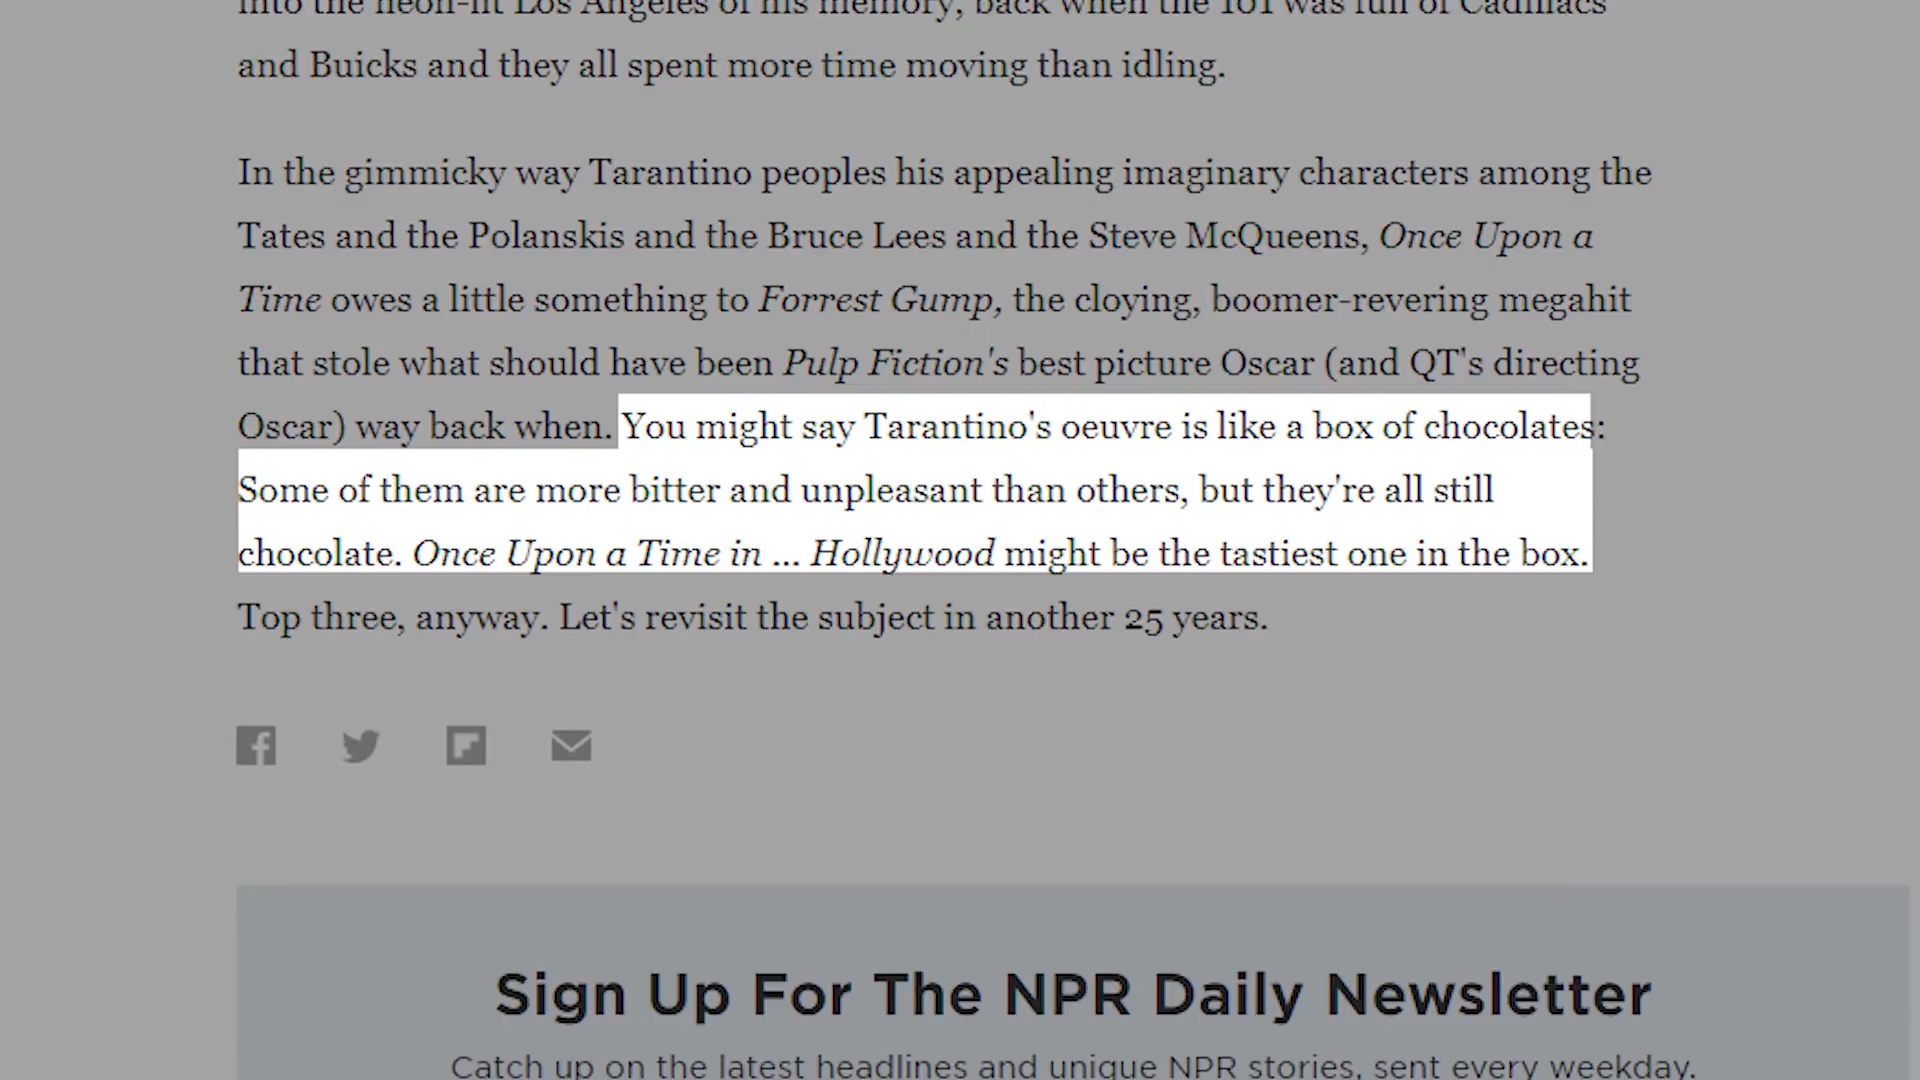 into the neon-lit Los Angeles of his memory, back when the 101 was full of Cadillacs
and Buicks and they all spent more time moving than idling.
In the gimmicky way Tarantino peoples his appealing imaginary characters among the
Tates and the Polanskis and the Bruce Lees and the Steve McQueens, Once Upon a
Time owes a little something to Forrest Gump, the cloying, boomer-revering megahit
that stole what should have been Pulp Fiction's best picture Oscar (and QT's directing
Oscar) way back when. You might say Tarantino's oeuvre is like a box of chocolates:
Some of them are more bitter and unpleasant than others, but they're all still
chocolate. Once Upon a Time in ... Hollywood might be the tastiest one in the box.
Top three, anyway. Let's revisit the subject in another 25 years.
Sign Up For The NPR Daily Newsletter
Catch up on the latest headlines and unique NPR stories, sent every weekday.